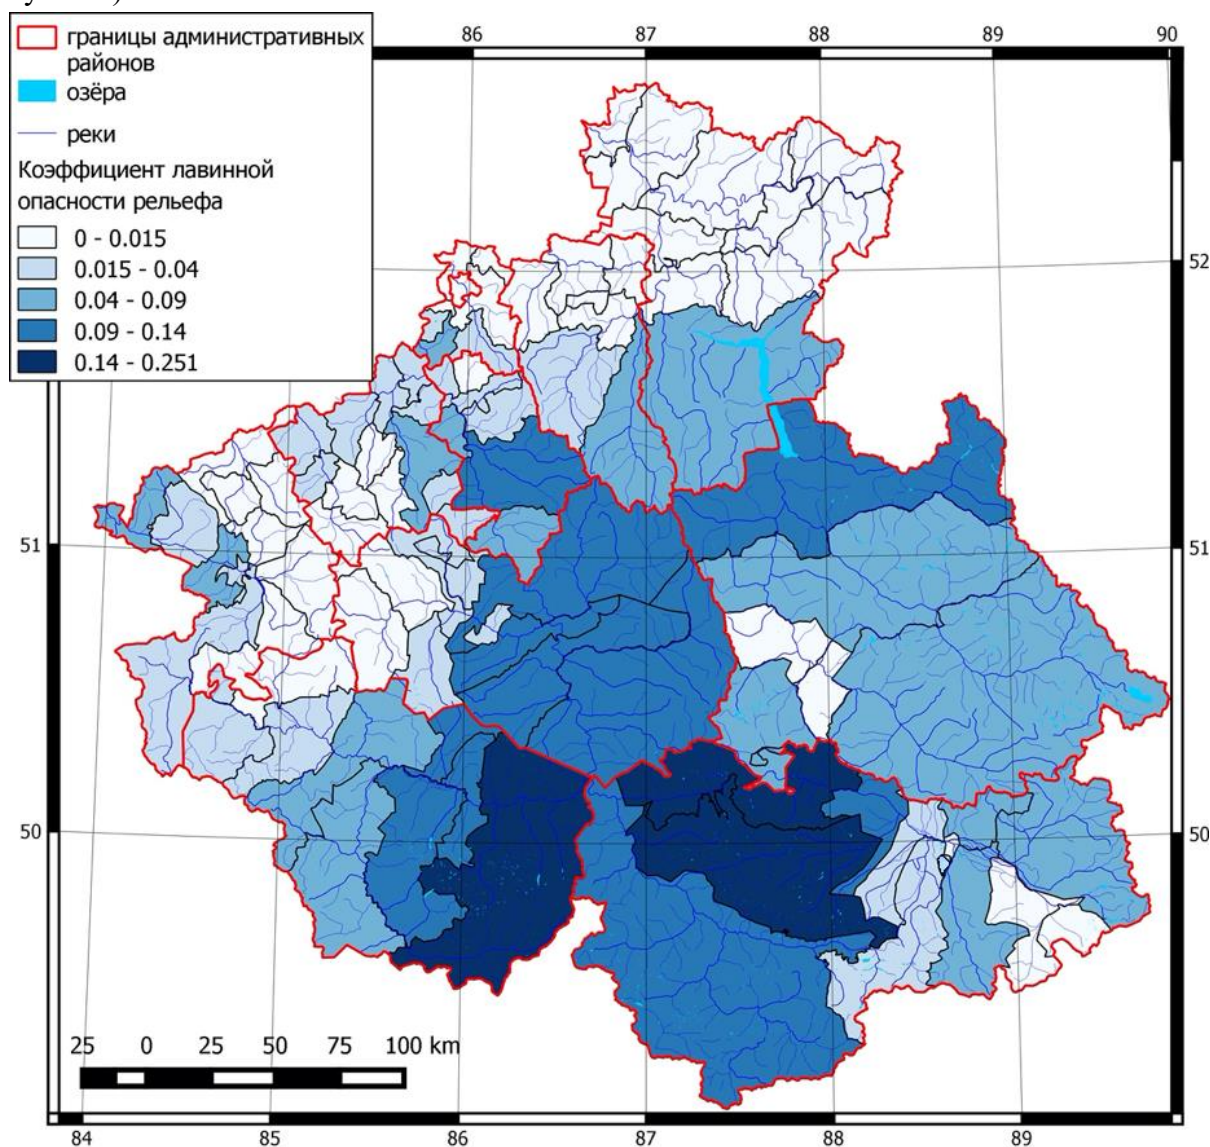 границы административных
районов
озёра
реки
Коэффициент лавинной
опасности рельефа
0 - 0.015
0.015 - 0.04
0.04 - 0.09
0.09 - 0.14
0.14 - 0.251
86 87 88 89 90
52
51 51
50 50
25 0 25 50 75 100 km
84 85 86 87 88 89